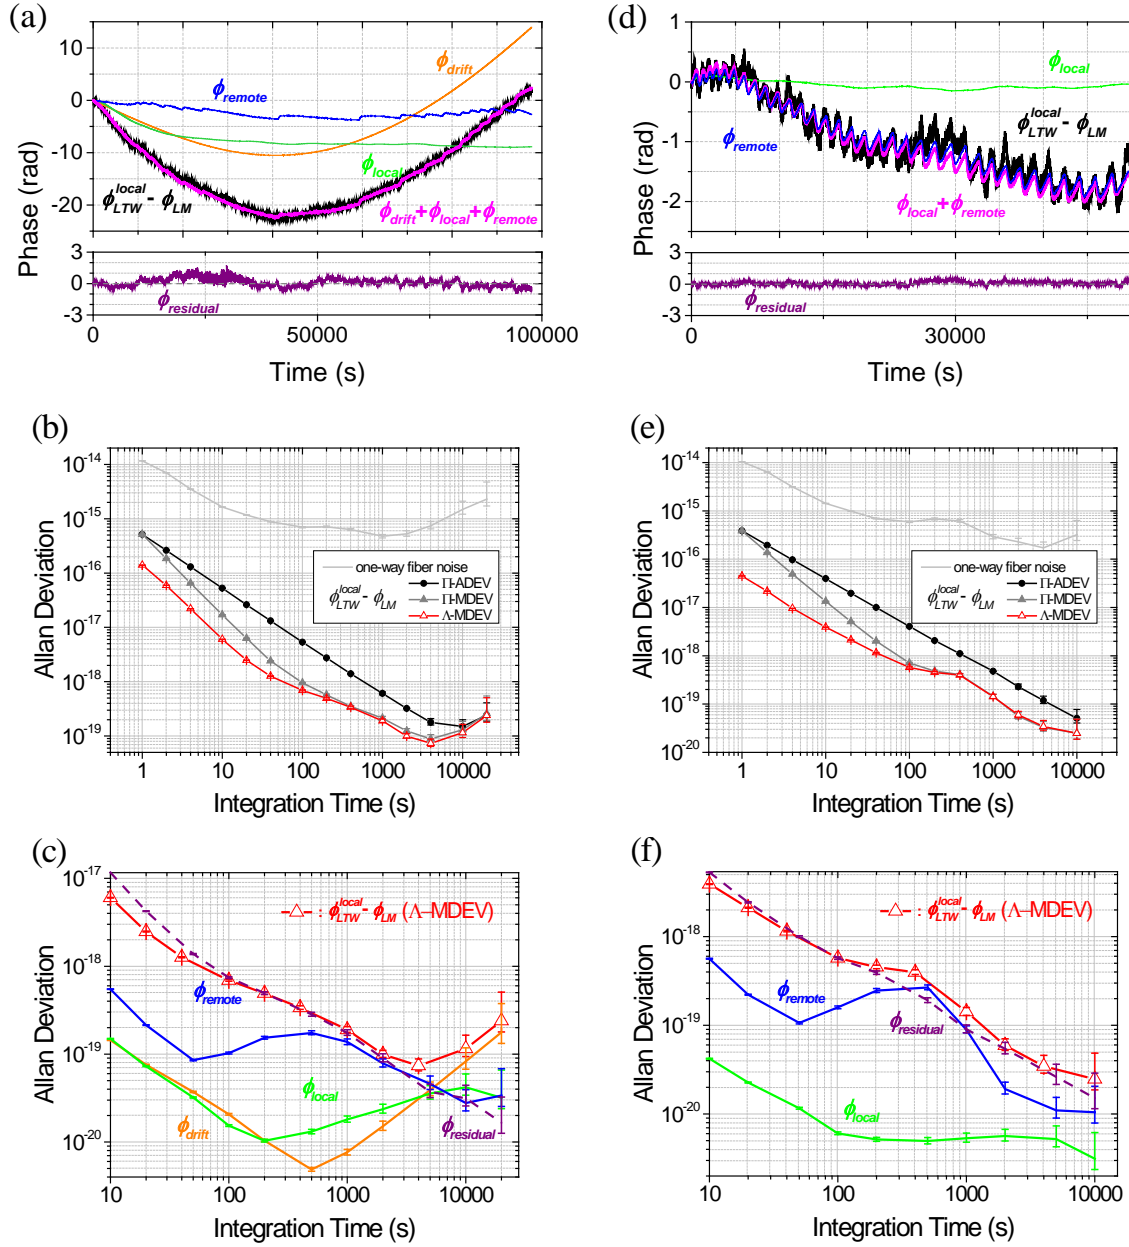 (a)
10
0
-10
-20
Phase (rad)
ϕdrift
ϕremote
ϕlocal
ϕ^local_LTW - ϕLM
ϕdrift+ϕlocal+ϕremote
3
0
-3
ϕresidual
0 50000 100000
Time (s)
(d)
1
0
-1
-2
Phase (rad)
ϕlocal
ϕ^local_LTW - ϕLM
ϕremote
ϕlocal+ϕremote
3
0
-3
ϕresidual
30000
Time (s)
(b)
10^-14
10^-15
10^-16
10^-17
10^-18
10^-19
Allan Deviation
one-way fiber noise
ϕ^local_LTW - ϕLM
Π-ADEV
Π-MDEV
Λ-MDEV
1 10 100 1000 10000
Integration Time (s)
(e)
10^-14
10^-15
10^-16
10^-17
10^-18
10^-19
10^-20
Allan Deviation
one-way fiber noise
ϕ^local_LTW - ϕLM
Π-ADEV
Π-MDEV
Λ-MDEV
1 10 100 1000 10000
Integration Time (s)
(c)
10^-17
10^-18
10^-19
10^-20
Allan Deviation
: ϕ^local_LTW - ϕLM (Λ–MDEV)
ϕremote
ϕlocal
ϕdrift
ϕresidual
10 100 1000 10000
Integration Time (s)
(f)
10^-18
10^-19
10^-20
Allan Deviation
: ϕ^local_LTW - ϕLM (Λ–MDEV)
ϕremote
ϕresidual
ϕlocal
10 100 1000 10000
Integration Time (s)